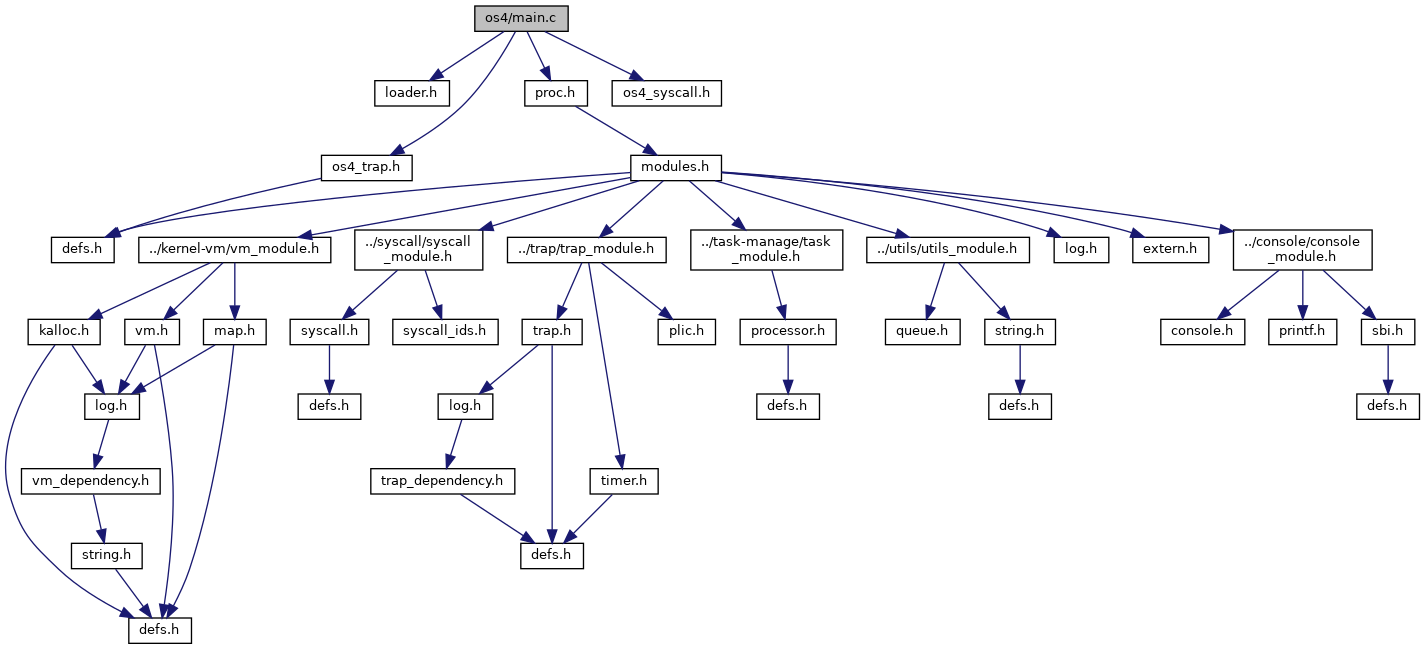 os4/main.c
loader.h
proc.h
os4_syscall.h
os4_trap.h
modules.h
defs.h
../kernel-vm/vm_module.h
../syscall/syscall
_module.h
../trap/trap_module.h
../task-manage/task
_module.h
../utils/utils_module.h
log.h
extern.h
../console/console
_module.h
kalloc.h
vm.h
map.h
syscall.h
syscall_ids.h
trap.h
plic.h
processor.h
queue.h
string.h
console.h
printf.h
sbi.h
log.h
defs.h
log.h
defs.h
defs.h
defs.h
vm_dependency.h
trap_dependency.h
timer.h
string.h
defs.h
defs.h